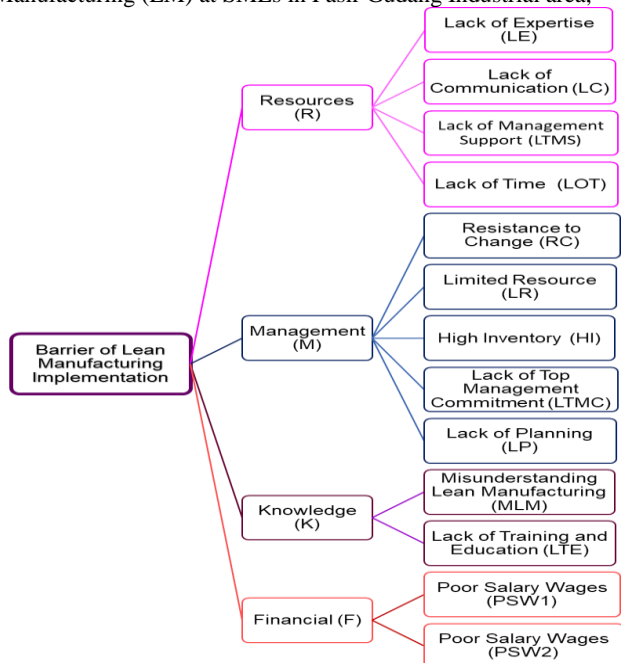 Manufacturing (LM) at SMEs in Pasir Gudang Industrial area,
Lack of Expertise
(LE)
Lack of
Communication (LC)
Resources
(R)
Lack of Management
Support (LTMS)
Lack of Time (LOT)
Resistance to
Change (RC)
Limited Resource
(LR)
Management
(M)
High Inventory (HI)
Barrier of Lean
Manufacturing
Implementation
Lack of Top
Management
Commitment (LTMC)
Lack of Planning
(LP)
Misunderstanding
Lean Manufacturing
(MLM)
Knowledge
(K)
Lack of Training and
Education (LTE)
Poor Salary Wages
(PSW1)
Financial (F)
Poor Salary Wages
(PSW2)